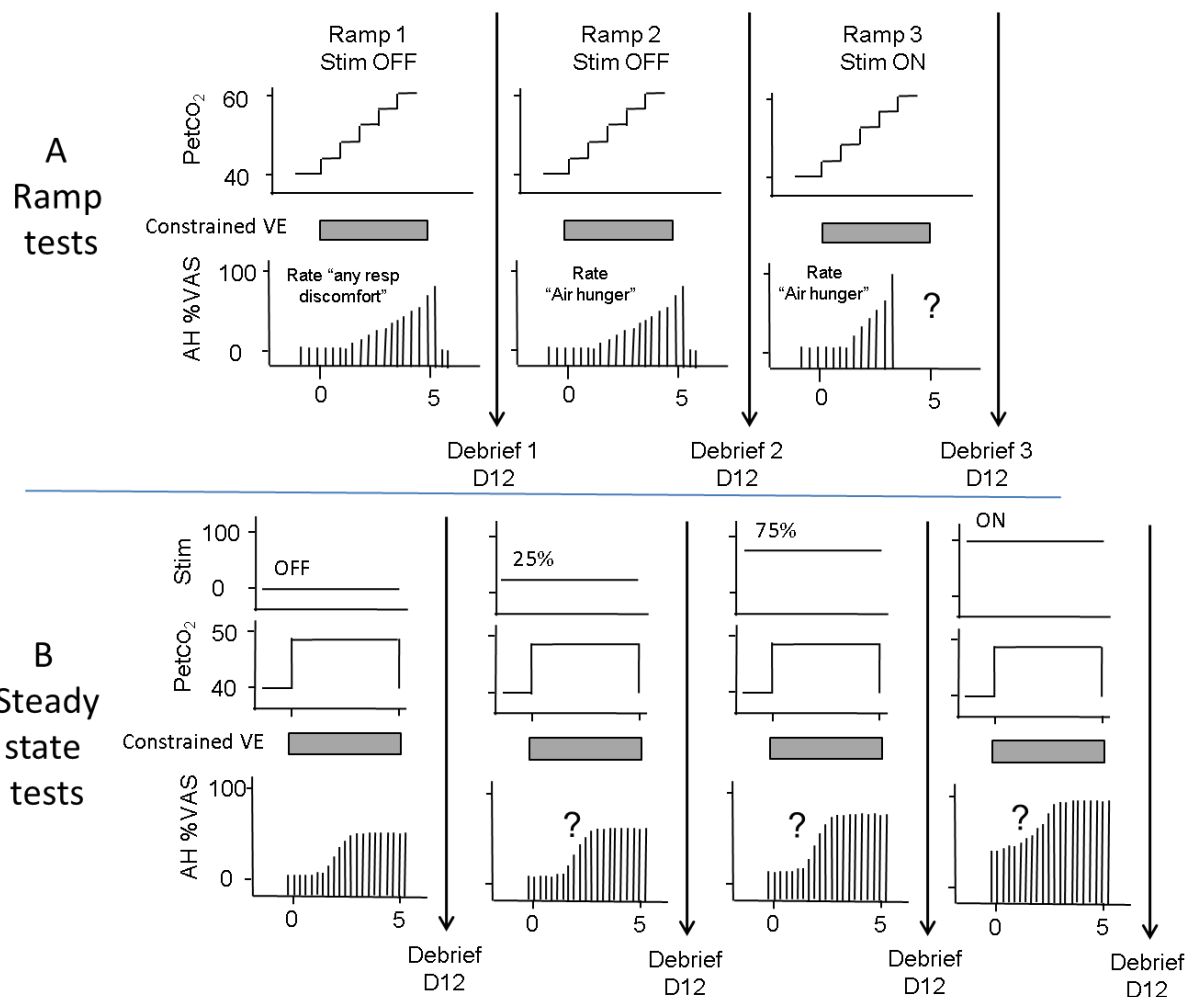 A
Ramp
tests
Ramp 1
Stim OFF
Ramp 2
Stim OFF
Ramp 3
Stim ON
Petco₂
60
40
Constrained VE
AH %VAS
100
0
Rate “any resp
discomfort”
0
5
Rate
“Air hunger”
0
5
Rate
“Air hunger”
?
0
5
Debrief 1
D12
Debrief 2
D12
Debrief 3
D12
B
Steady
state
tests
Stim
100
0
OFF
25%
75%
ON
Petco₂
50
40
Constrained VE
AH %VAS
100
0
?
?
?
0
5
0
5
0
5
0
5
Debrief
D12
Debrief
D12
Debrief
D12
Debrief
D12